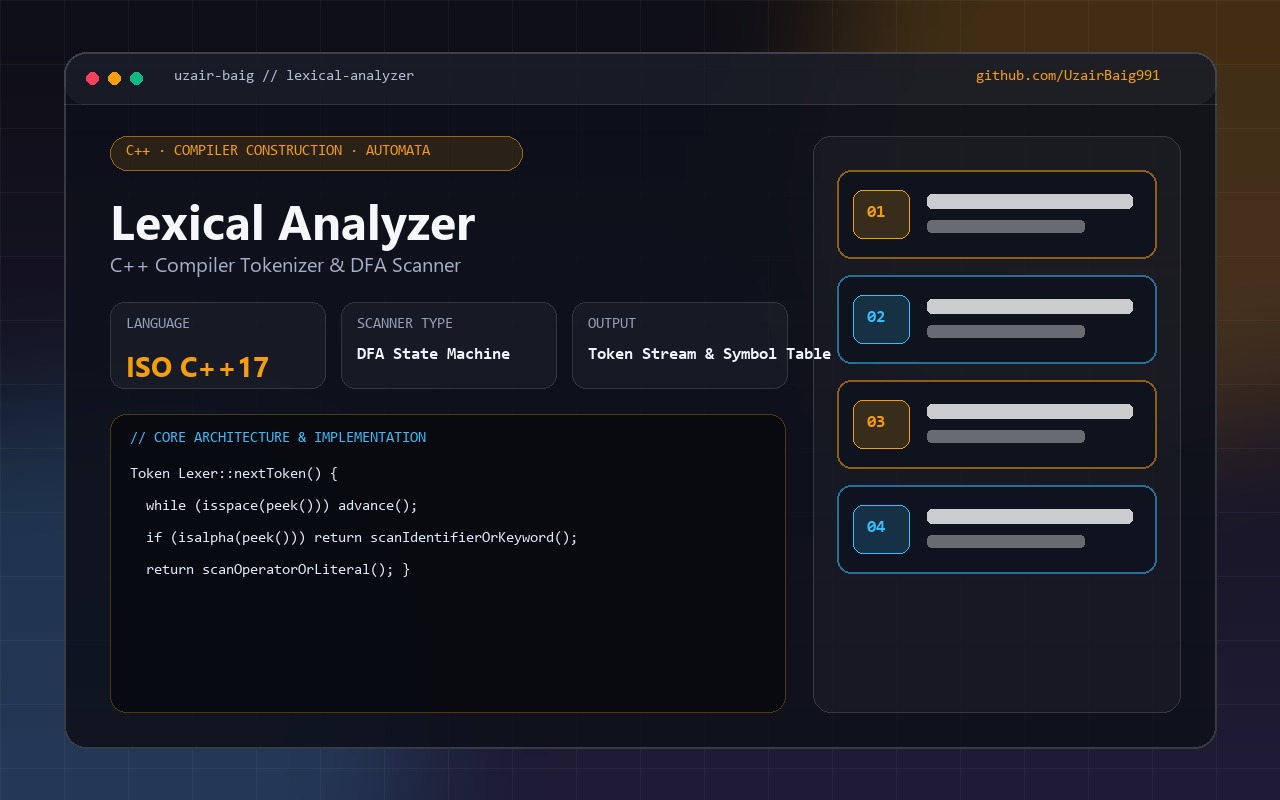 uzair-baig // lexical-analyzer
github.com/UzairBaig991
C++ · COMPILER CONSTRUCTION · AUTOMATA
Lexical Analyzer
C++ Compiler Tokenizer & DFA Scanner
LANGUAGE
ISO C++17
SCANNER TYPE
DFA State Machine
OUTPUT
Token Stream & Symbol Table
// CORE ARCHITECTURE & IMPLEMENTATION
Token Lexer::nextToken() {
  while (isspace(peek())) advance();
  if (isalpha(peek())) return scanIdentifierOrKeyword();
  return scanOperatorOrLiteral(); }
01
02
03
04